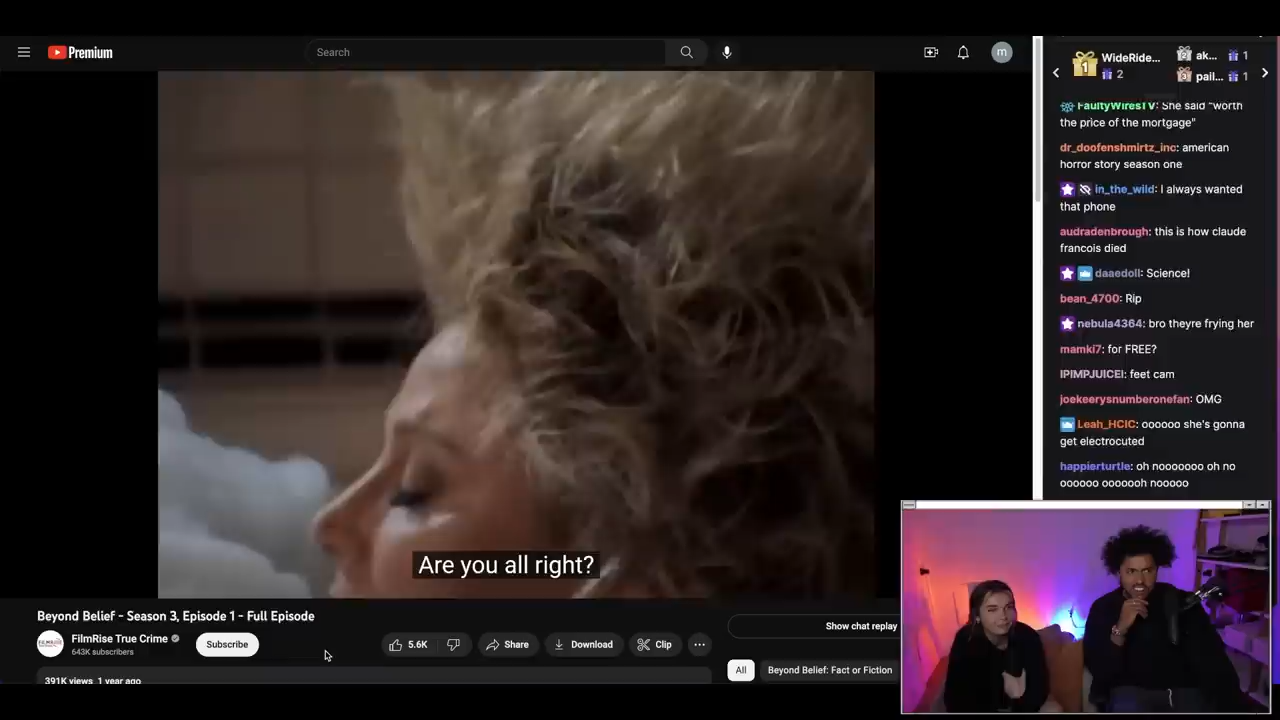 Premium
Search
m
1
WideRide...
2
2
ak...
1
3
pail...
1
FaultyWiresTV: She said "worth
the price of the mortgage"
dr_doofenshmirtz_inc: american
horror story season one
in_the_wild: I always wanted
that phone
audradenbrough: this is how claude
francois died
daaedoll: Science!
bean_4700: Rip
nebula4364: bro theyre frying her
mamki7: for FREE?
IPIMPJUICEI: feet cam
joekeerysnumberonefan: OMG
Leah_HCIC: oooooo she's gonna
get electrocuted
happierturtle: oh nooooooo oh no
oooooo ooooooh nooooo
Are you all right?
Beyond Belief - Season 3, Episode 1 - Full Episode
FilmRise True Crime
643K subscribers
Subscribe
5.6K
Share
Download
Clip
Show chat replay
All
Beyond Belief: Fact or Fiction
391K views 1 year ago